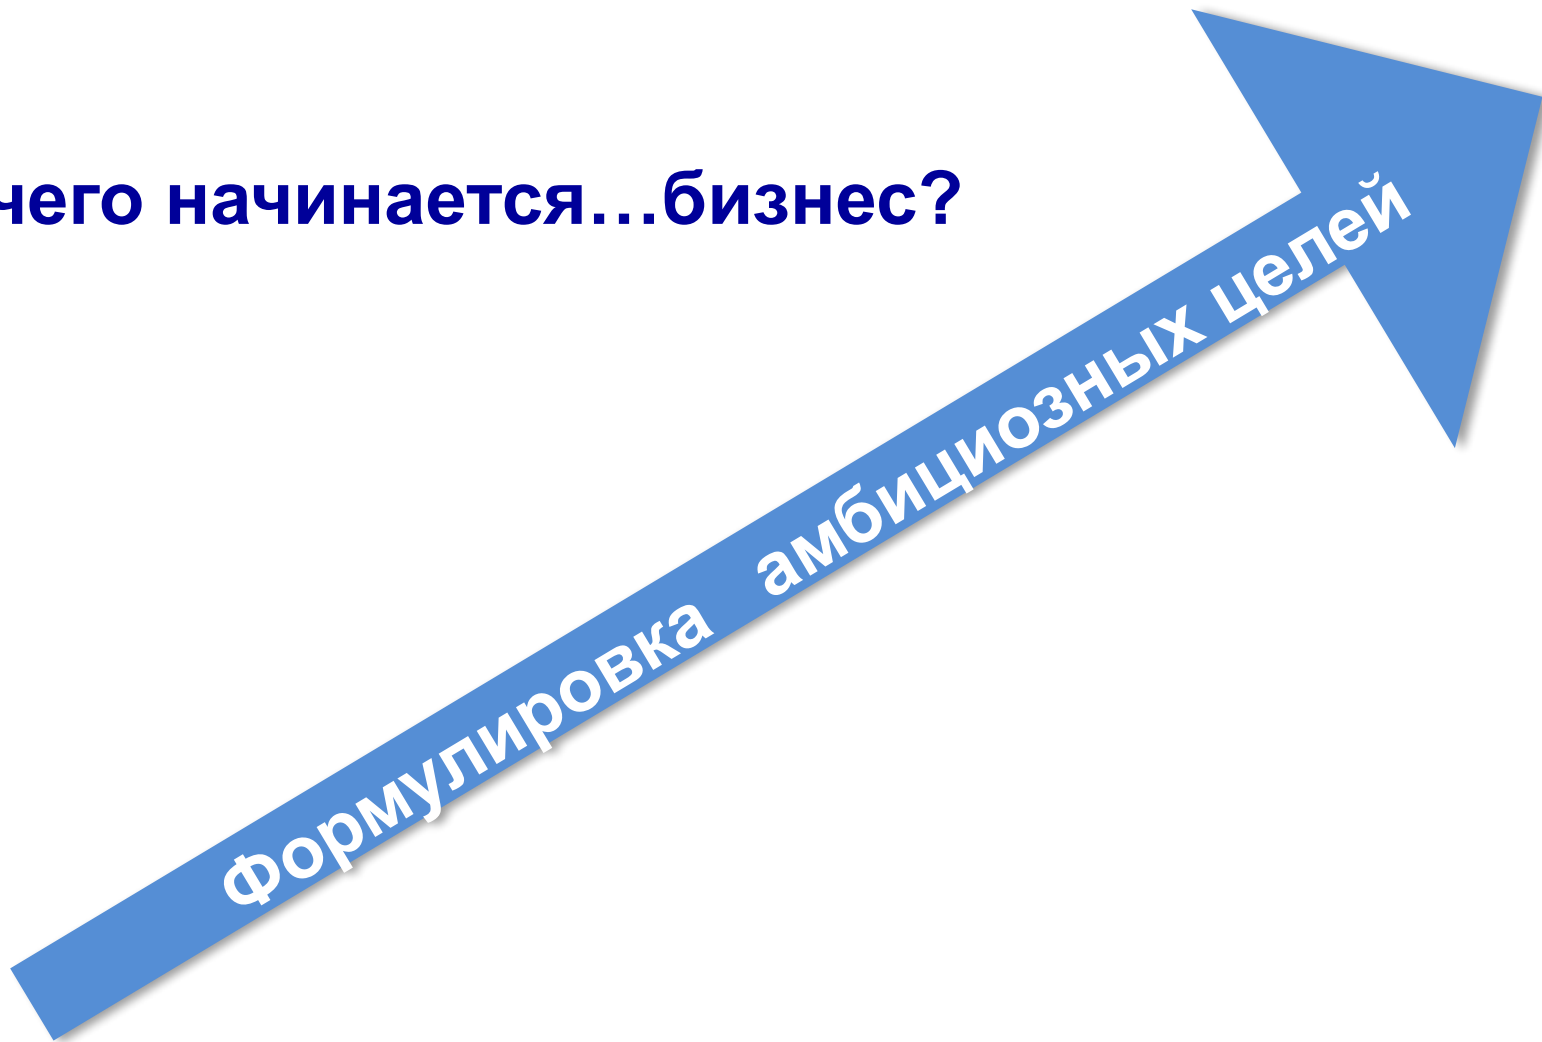 чего начинается...бизнес?
Формулировка амбициозных целей